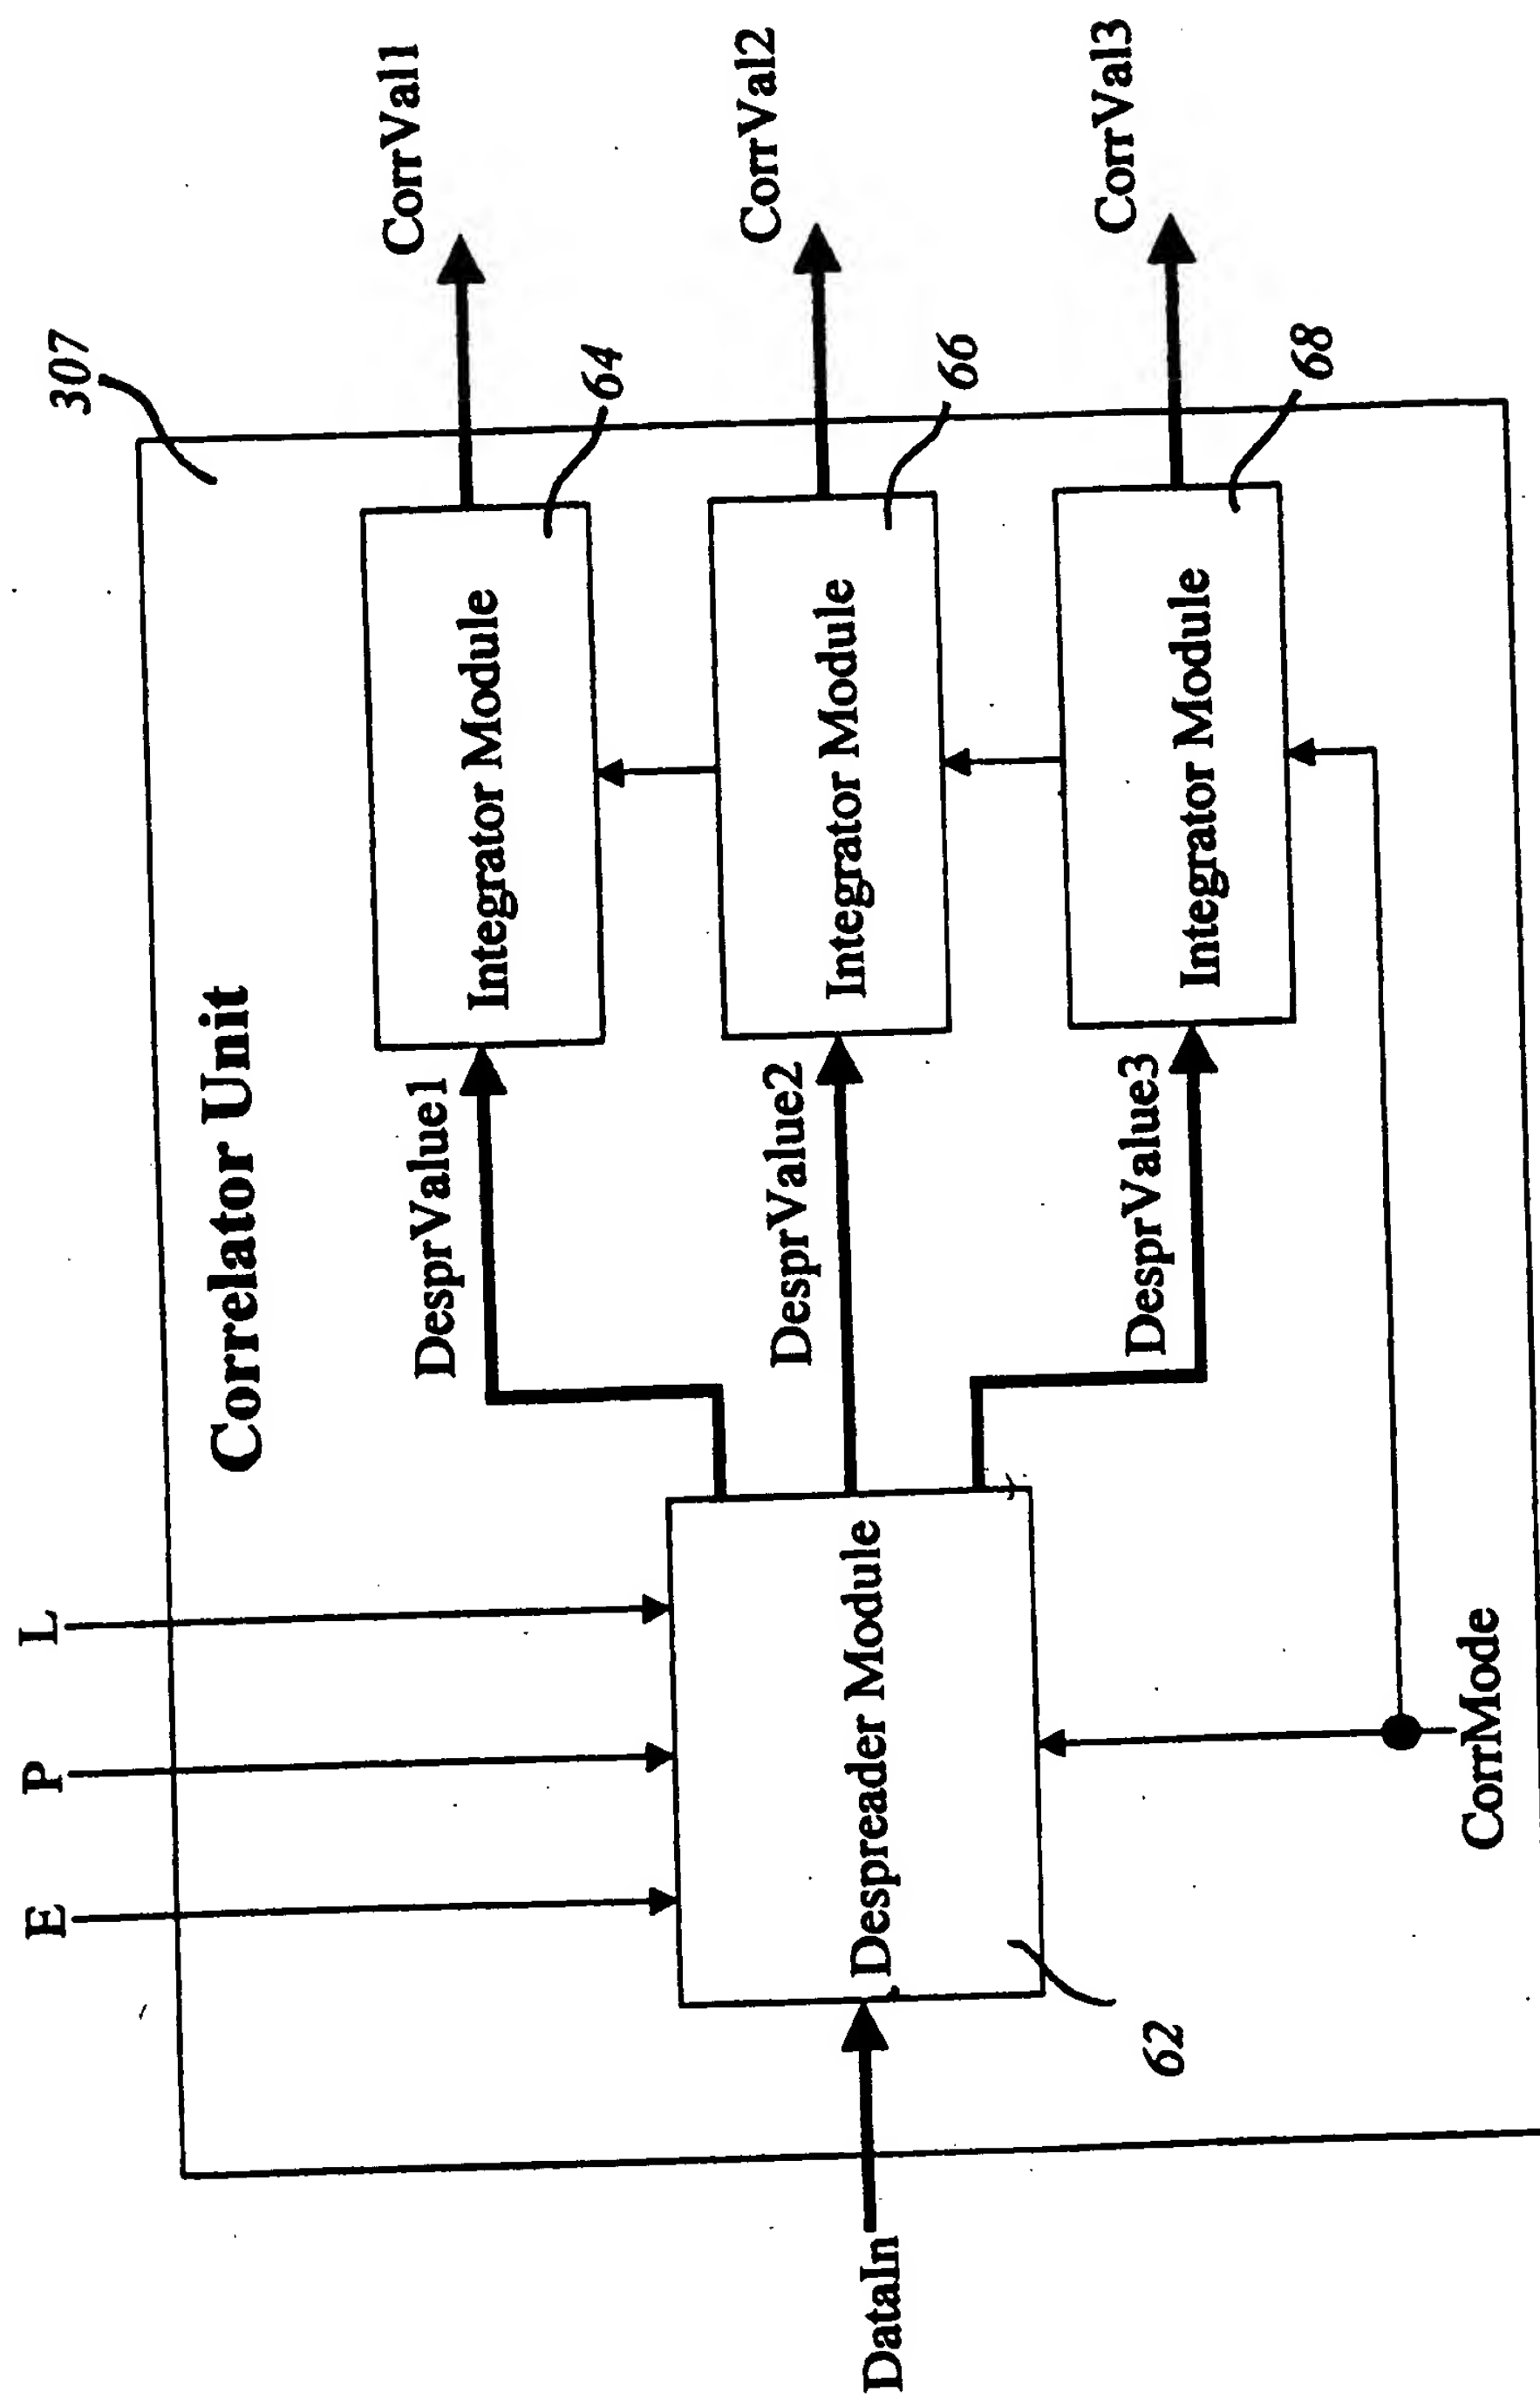 307
Correlator Unit
E
P
L
DataIn
Despreader Module
62
CorrMode
DesprValue1
Integrator Module
64
CorrVal1
DesprValue2
Integrator Module
66
CorrVal2
DesprValue3
Integrator Module
68
CorrVal3